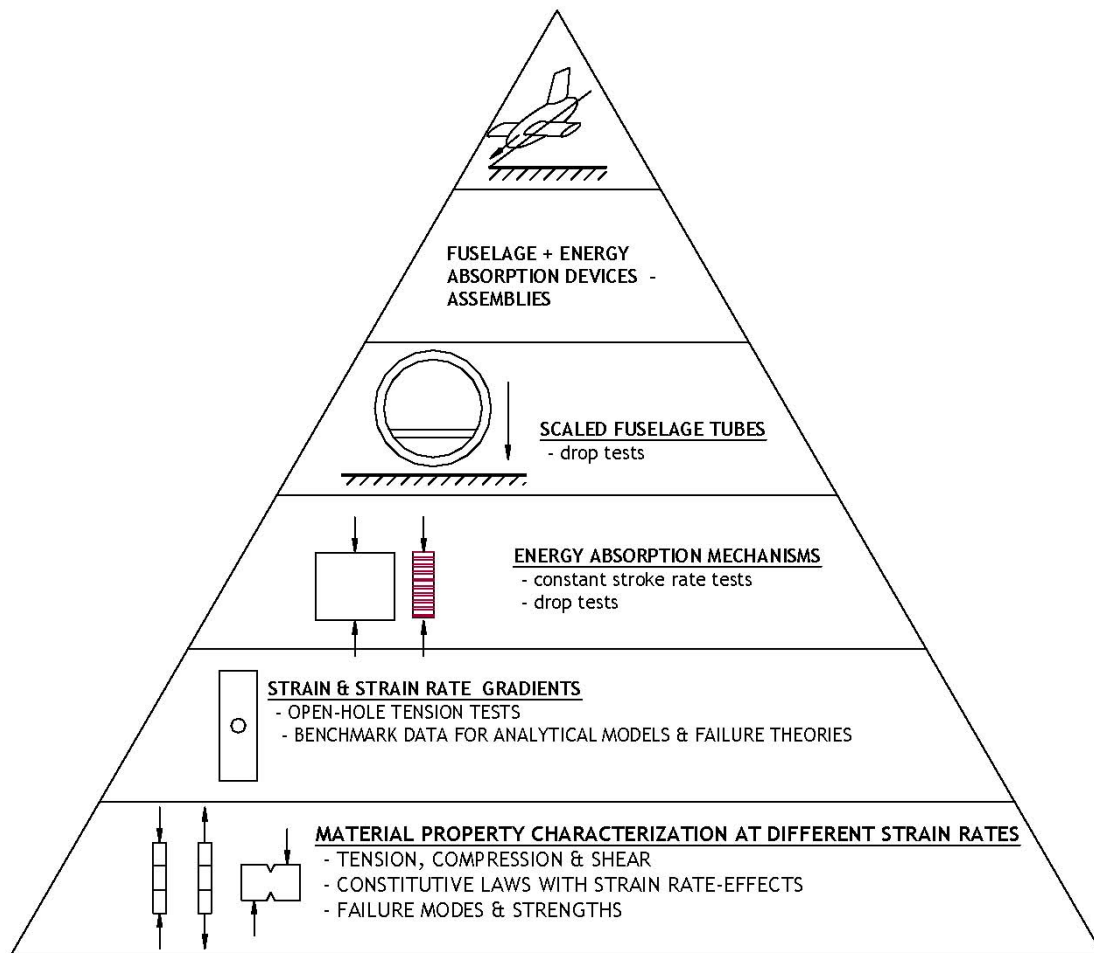 FUSELAGE + ENERGY
ABSORPTION DEVICES -
ASSEMBLIES
SCALED FUSELAGE TUBES
- drop tests
ENERGY ABSORPTION MECHANISMS
- constant stroke rate tests
- drop tests
STRAIN & STRAIN RATE GRADIENTS
- OPEN-HOLE TENSION TESTS
- BENCHMARK DATA FOR ANALYTICAL MODELS & FAILURE THEORIES
MATERIAL PROPERTY CHARACTERIZATION AT DIFFERENT STRAIN RATES
- TENSION, COMPRESSION & SHEAR
- CONSTITUTIVE LAWS WITH STRAIN RATE-EFFECTS
- FAILURE MODES & STRENGTHS